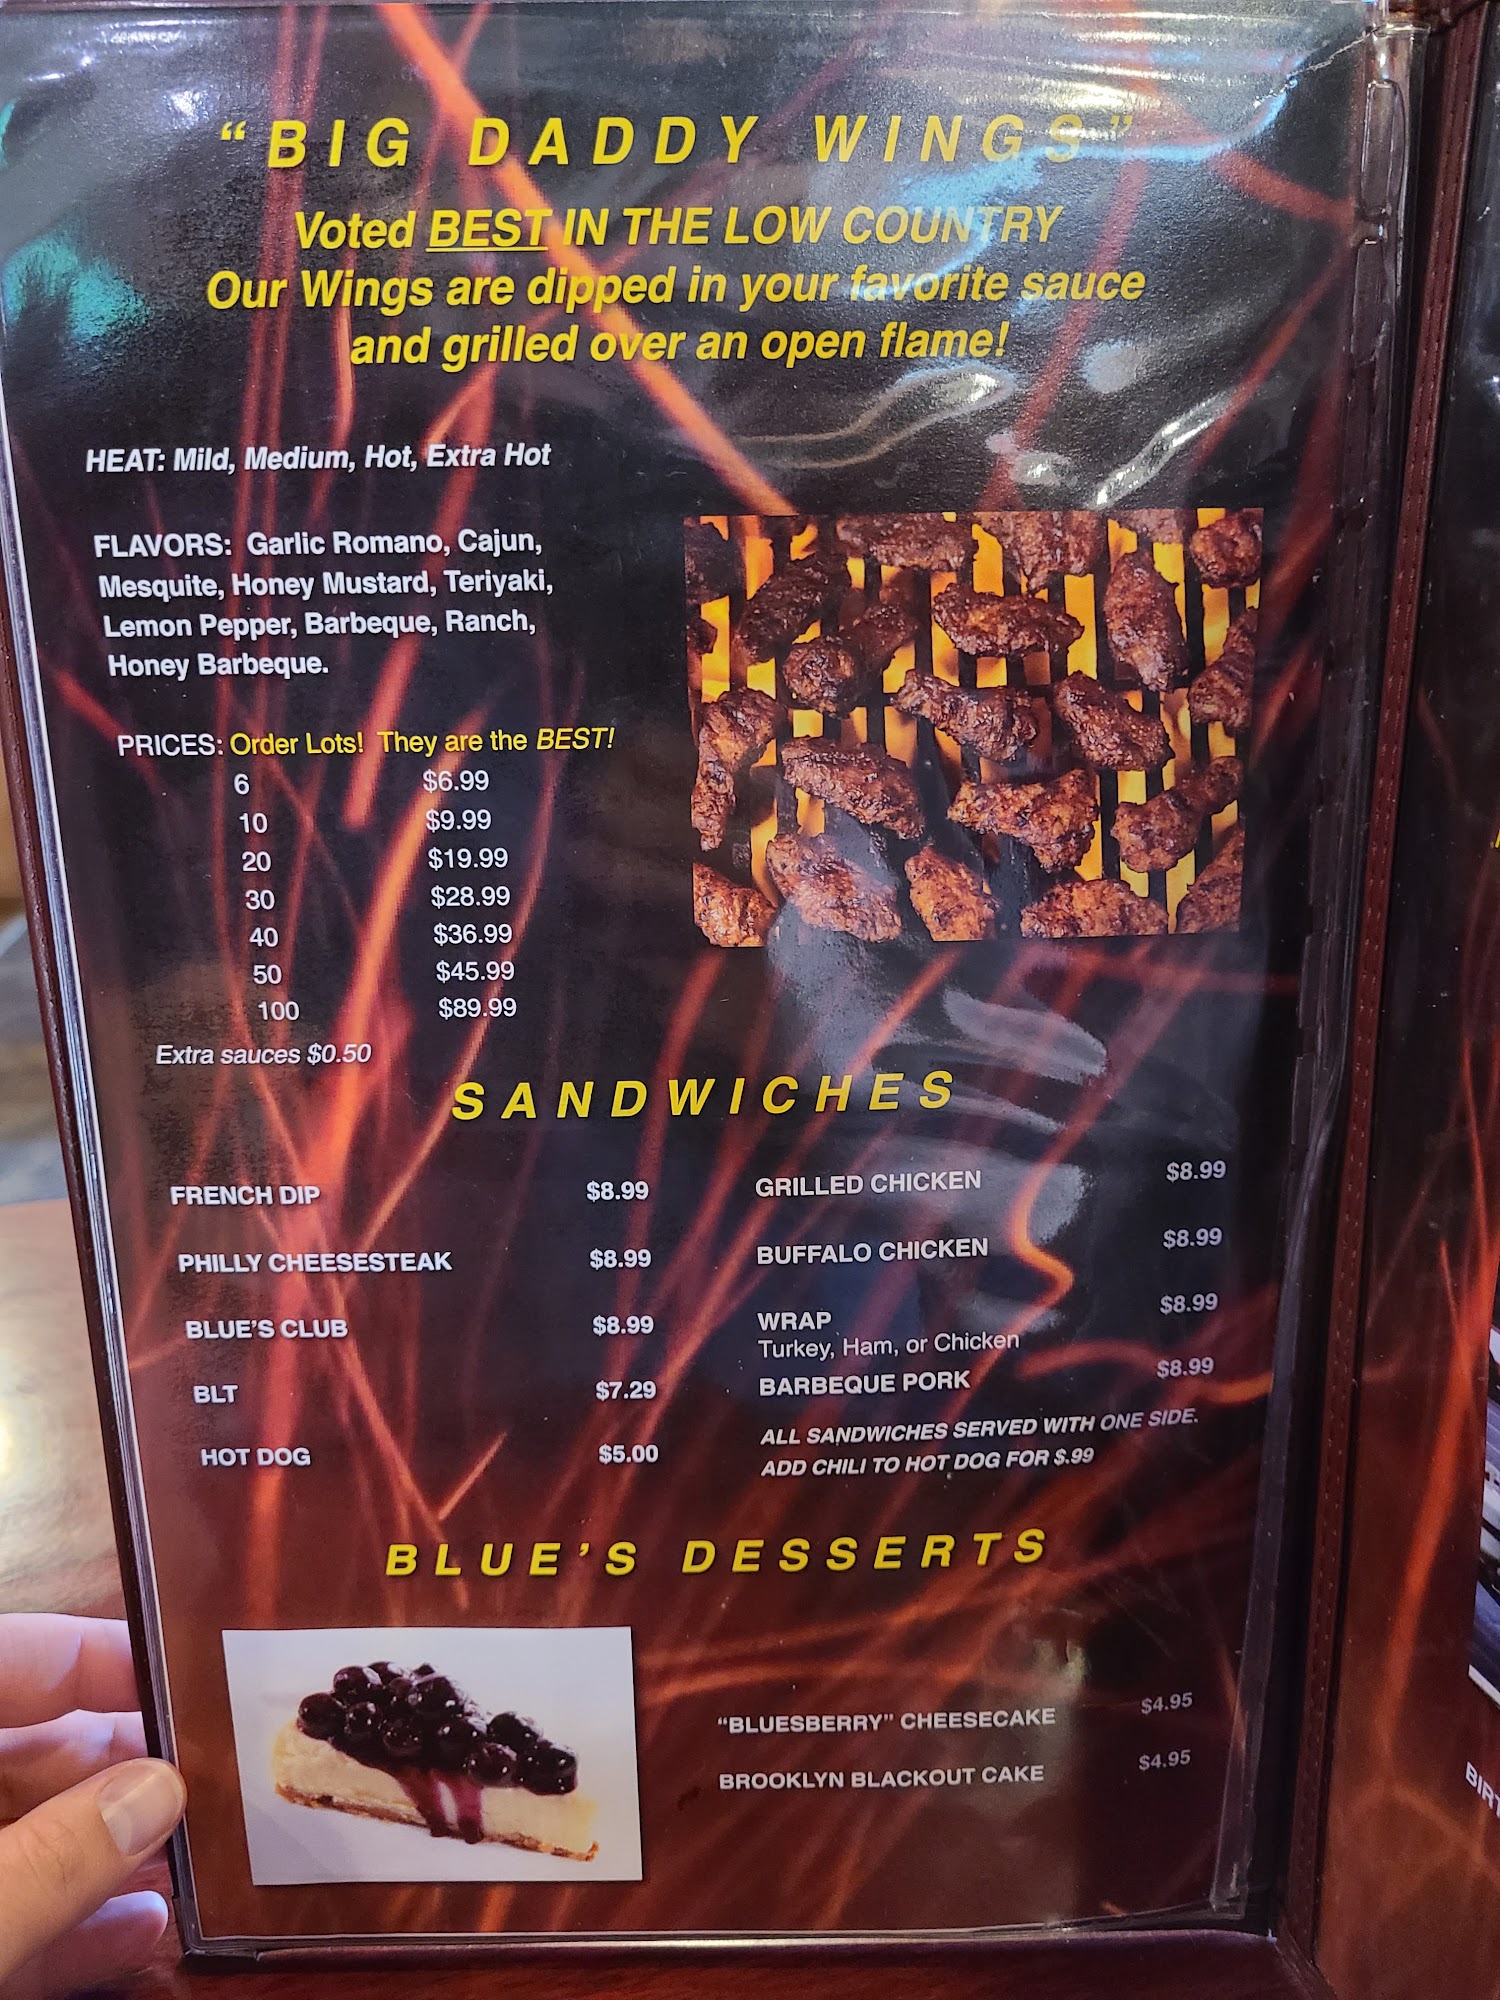 “BIG DADDY WINGS”
Voted BEST IN THE LOW COUNTRY
Our Wings are dipped in your favorite sauce
and grilled over an open flame!
HEAT: Mild, Medium, Hot, Extra Hot
FLAVORS: Garlic Romano, Cajun,
Mesquite, Honey Mustard, Teriyaki,
Lemon Pepper, Barbeque, Ranch,
Honey Barbeque.
PRICES: Order Lots! They are the BEST!
6 $6.99
10 $9.99
20 $19.99
30 $28.99
40 $36.99
50 $45.99
100 $89.99
Extra sauces $0.50
SANDWICHES
FRENCH DIP $8.99
PHILLY CHEESESTEAK $8.99
BLUE’S CLUB $8.99
BLT $7.29
HOT DOG $5.00
GRILLED CHICKEN $8.99
BUFFALO CHICKEN $8.99
WRAP $8.99
Turkey, Ham, or Chicken
BARBEQUE PORK $8.99
ALL SANDWICHES SERVED WITH ONE SIDE.
ADD CHILI TO HOT DOG FOR $.99
BLUE’S DESSERTS
“BLUESBERRY” CHEESECAKE $4.95
BROOKLYN BLACKOUT CAKE $4.95